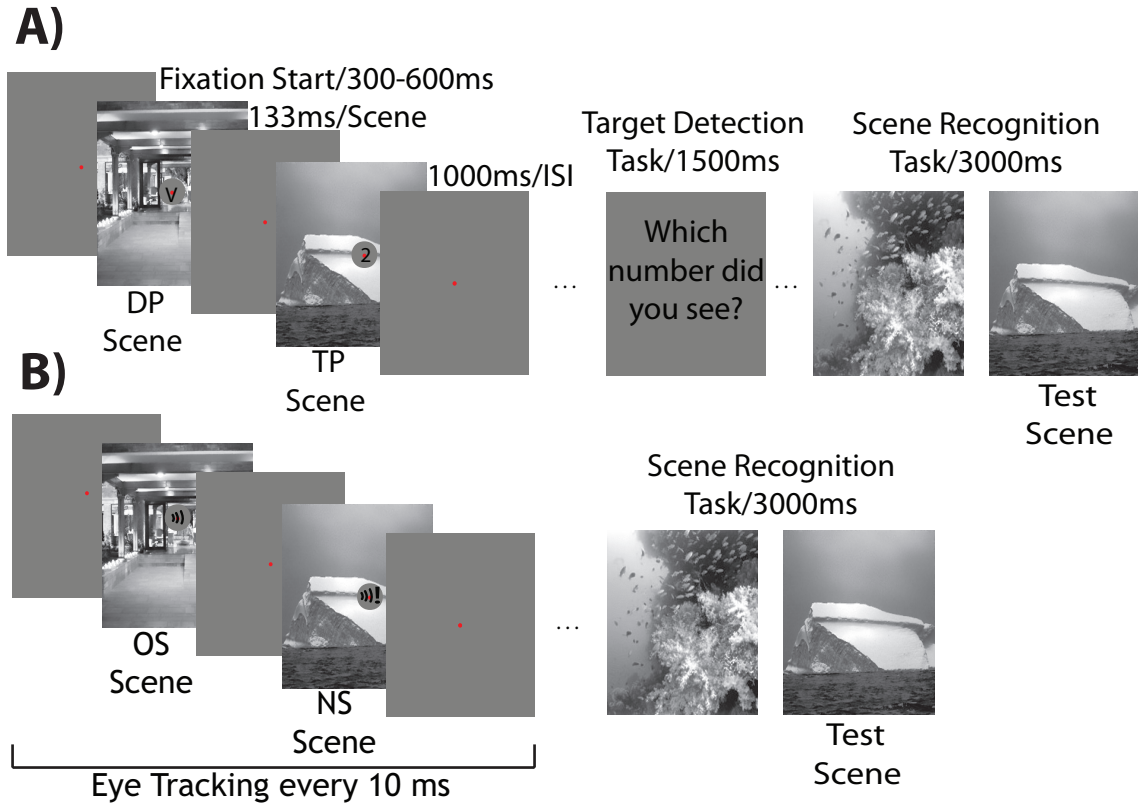 A)
Fixation Start/300-600ms
133ms/Scene
1000ms/ISI
V
2
DP
Scene
TP
Scene
...
Target Detection
Task/1500ms
Which
number did
you see?
...
Scene Recognition
Task/3000ms
Test
Scene
B)
OS
Scene
!
NS
Scene
Eye Tracking every 10 ms
...
Scene Recognition
Task/3000ms
Test
Scene